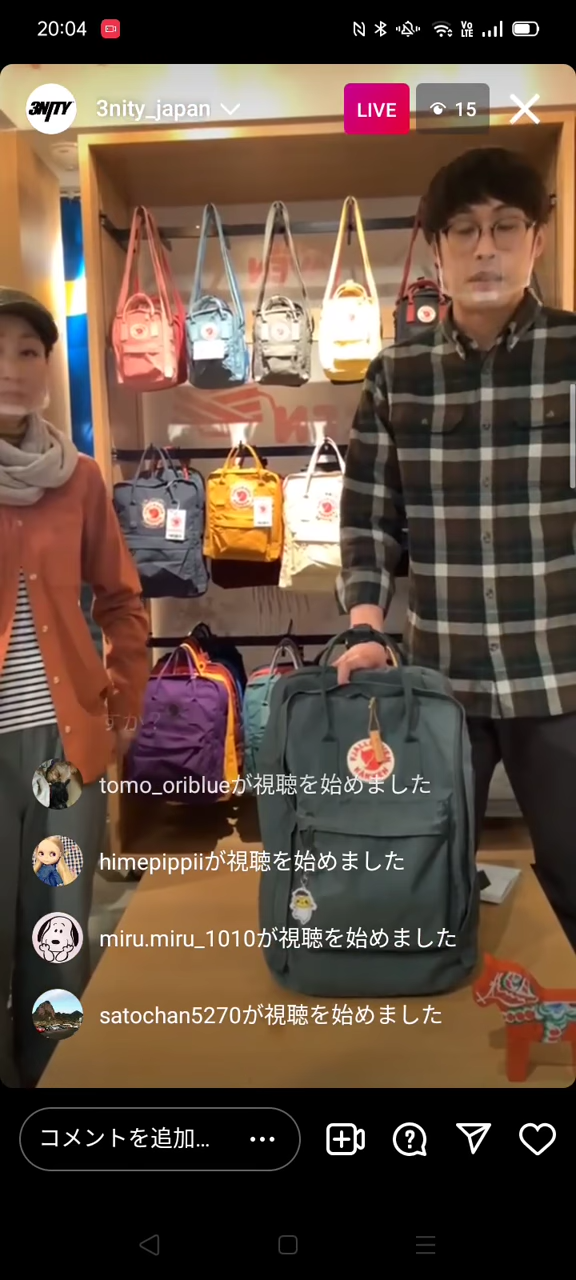 20:04
VO
LTE
3NITY
3nity_japan
LIVE
15
すか？
tomo_oriblueが視聴を始めました
himepippiiが視聴を始めました
miru.miru_1010が視聴を始めました
satochan5270が視聴を始めました
コメントを追加...